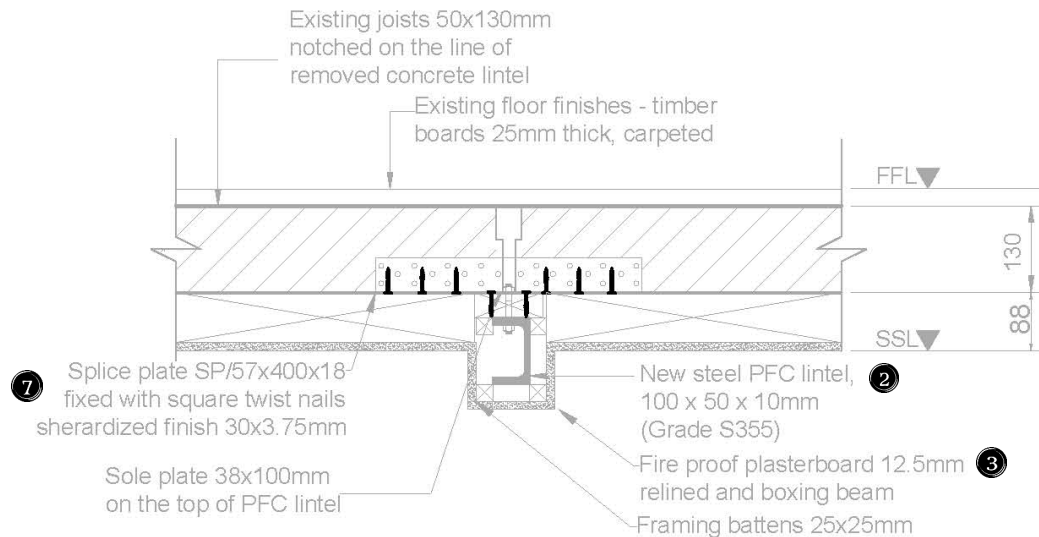 Existing joists 50x130mm
notched on the line of
removed concrete lintel
Existing floor finishes - timber
boards 25mm thick, carpeted
FFL
130
88
SSL
7
Splice plate SP/57x400x18
fixed with square twist nails
sherardized finish 30x3.75mm
New steel PFC lintel,
100 x 50 x 10mm
(Grade S355)
2
Sole plate 38x100mm
on the top of PFC lintel
Fire proof plasterboard 12.5mm
relined and boxing beam
3
Framing battens 25x25mm